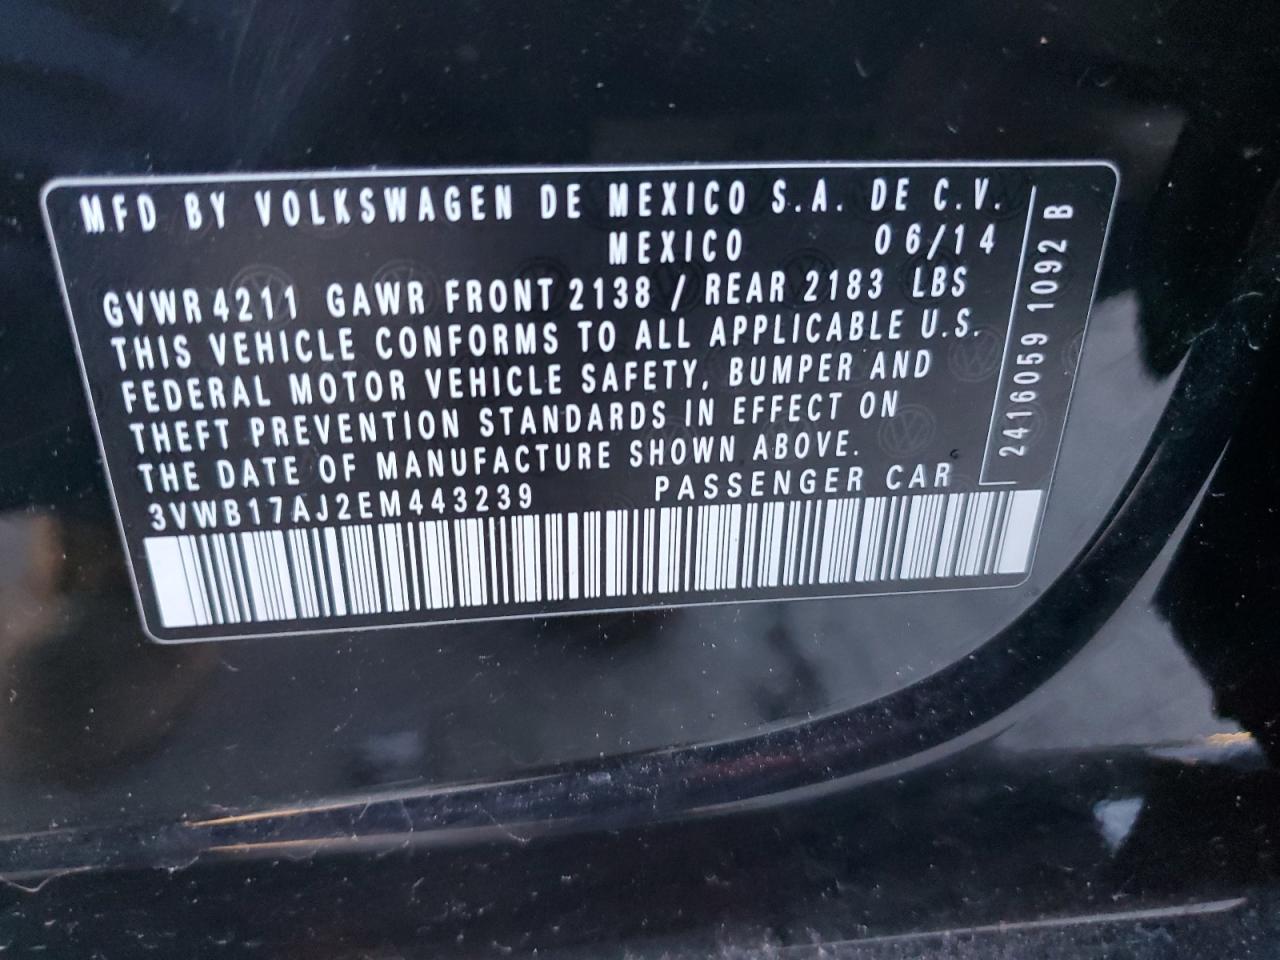 MFD BY VOLKSWAGEN DE MEXICO S.A. DE C.V.
MEXICO 06/14
GVWR 4211 GAWR FRONT 2138 / REAR 2183 LBS
THIS VEHICLE CONFORMS TO ALL APPLICABLE U.S.
FEDERAL MOTOR VEHICLE SAFETY, BUMPER AND
THEFT PREVENTION STANDARDS IN EFFECT ON
THE DATE OF MANUFACTURE SHOWN ABOVE.
3VWB17AJ2EM443239 PASSENGER CAR
2416059 1092 B